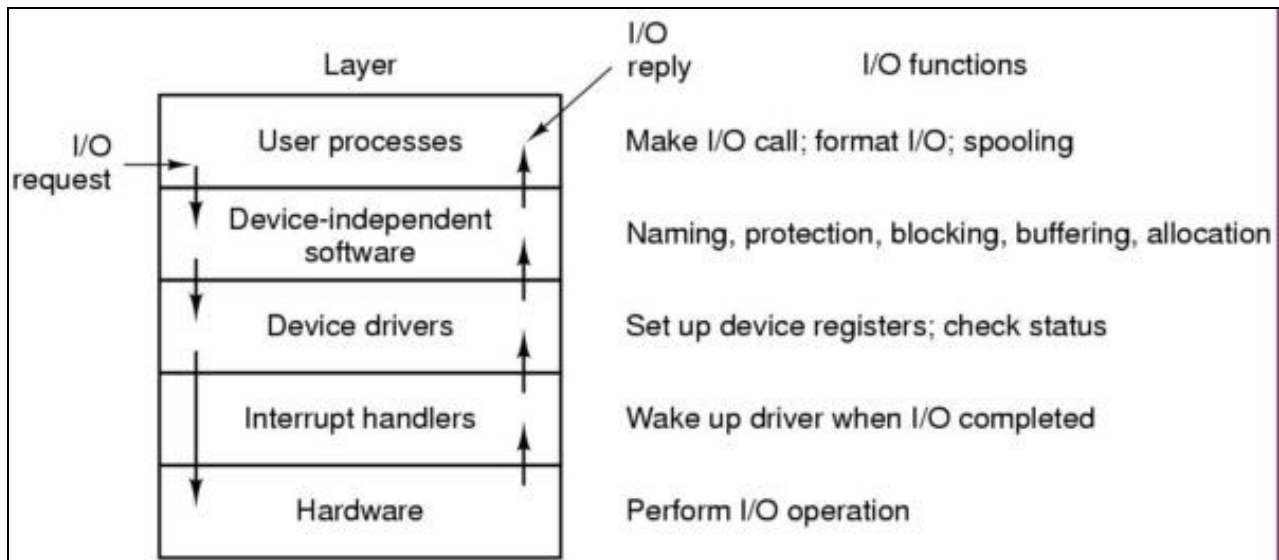 Layer
I/O
reply
I/O functions
I/O
request
User processes
Make I/O call; format I/O; spooling
Device-independent
software
Naming, protection, blocking, buffering, allocation
Device drivers
Set up device registers; check status
Interrupt handlers
Wake up driver when I/O completed
Hardware
Perform I/O operation